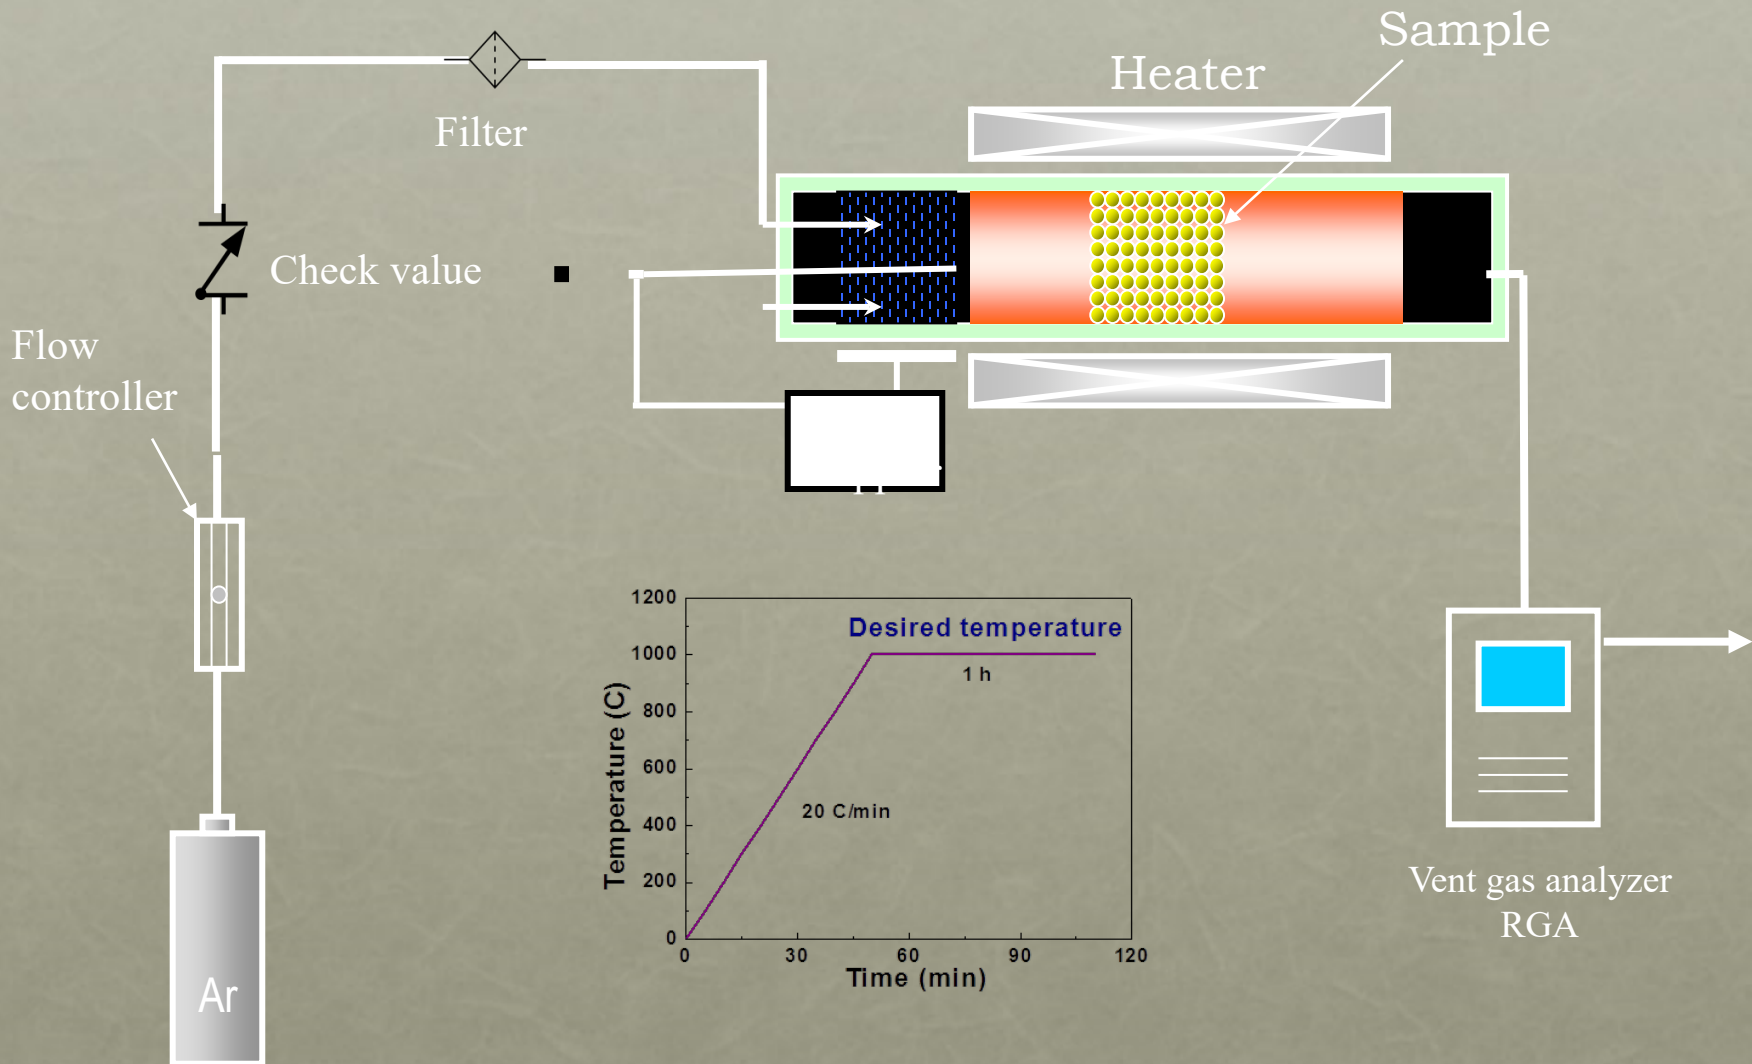 Sample
Heater
Filter
Check value
Flow
controller
1200
Desired temperature
1000
1 h
800
600
20 C/min
400
200
0
0 30 60 90 120
Temperature (C)
Time (min)
Vent gas analyzer
RGA
Ar